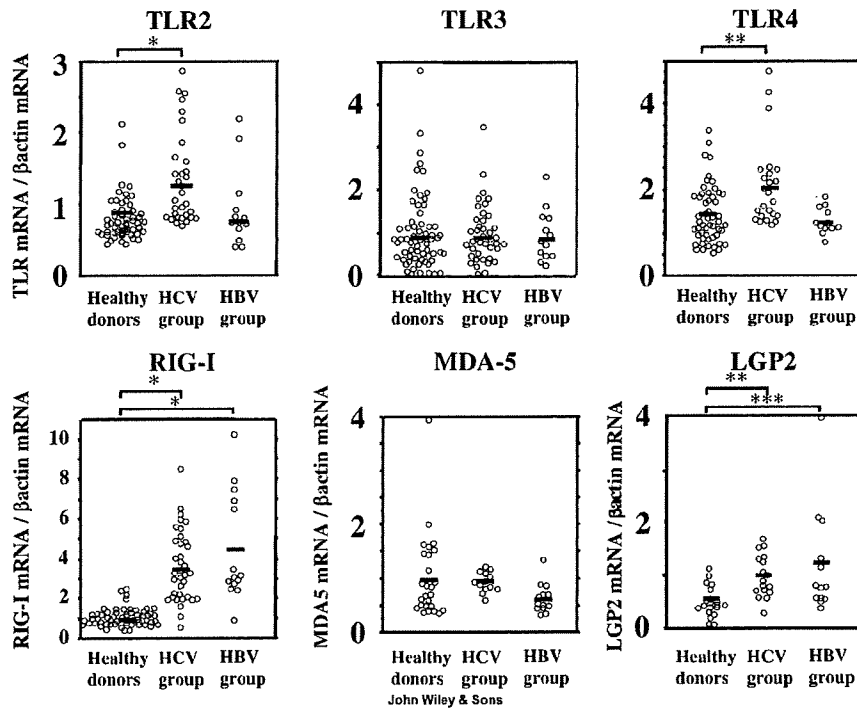 TLR2 TLR3 TLR4
* **
TLR mRNA / βactin mRNA
3
2
1
0
4
2
0
4
2
0
Healthy donors HCV group HBV group
Healthy donors HCV group HBV group
Healthy donors HCV group HBV group
RIG-I MDA-5 LGP2
* **
* ***
RIG-I mRNA / βactin mRNA
10
8
6
4
2
0
MDA5 mRNA / βactin mRNA
4
2
0
LGP2 mRNA / βactin mRNA
4
2
0
Healthy donors HCV group HBV group
Healthy donors HCV group HBV group
Healthy donors HCV group HBV group
John Wiley & Sons